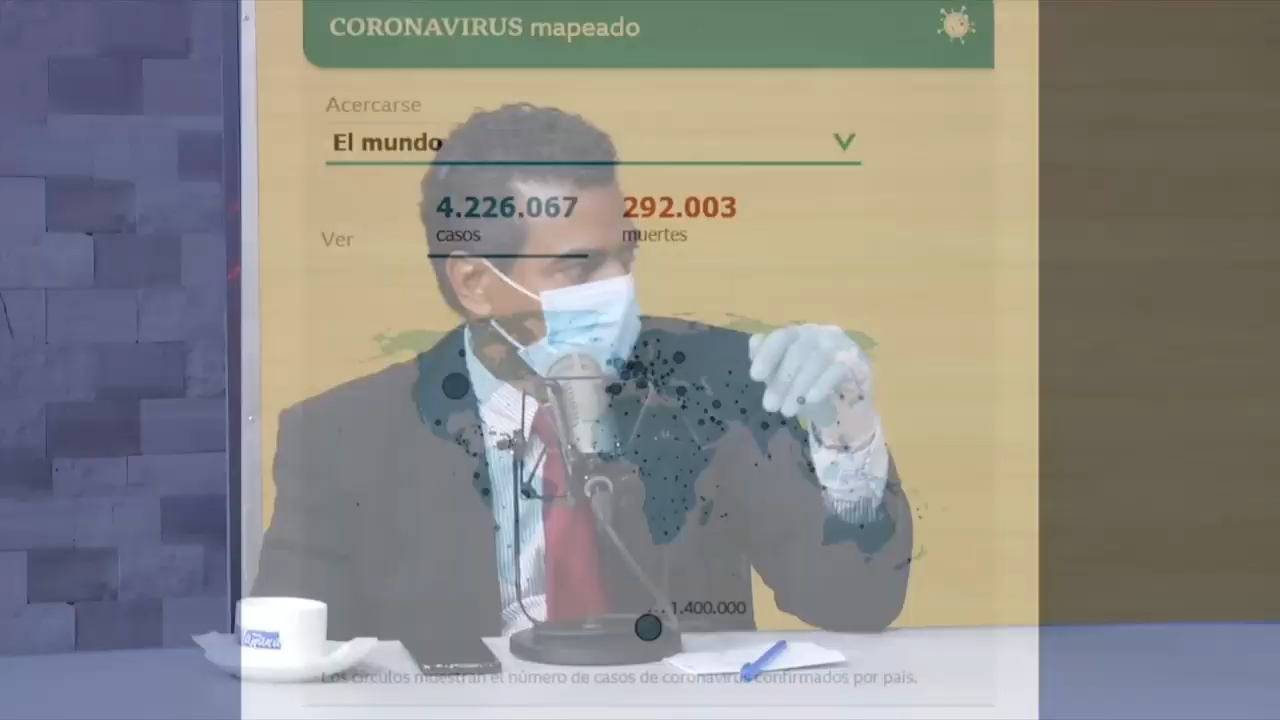 CORONAVIRUS mapeado
Acercarse
El mundo
Ver
4.226.067 292.003
casos muertes
... 1.400.000
Los círculos muestran el número de casos de coronavirus confirmados por país.